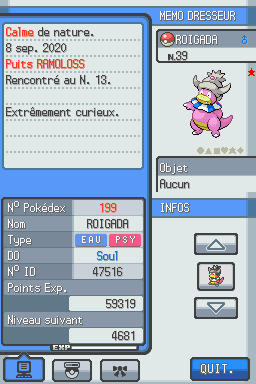 MEMO DRESSEUR
Calme de nature.
8 sep. 2020
Puits RAMOLOSS
Rencontré au N. 13.
Extrêmement curieux.
ROIGADA ♂
N.39
Objet
Aucun
INFOS
Nº Pokédex 199
Nom ROIGADA
Type EAU PSY
DO Soul
Nº ID 47516
Points Exp.
59319
Niveau suivant
4681
EXP
QUIT.